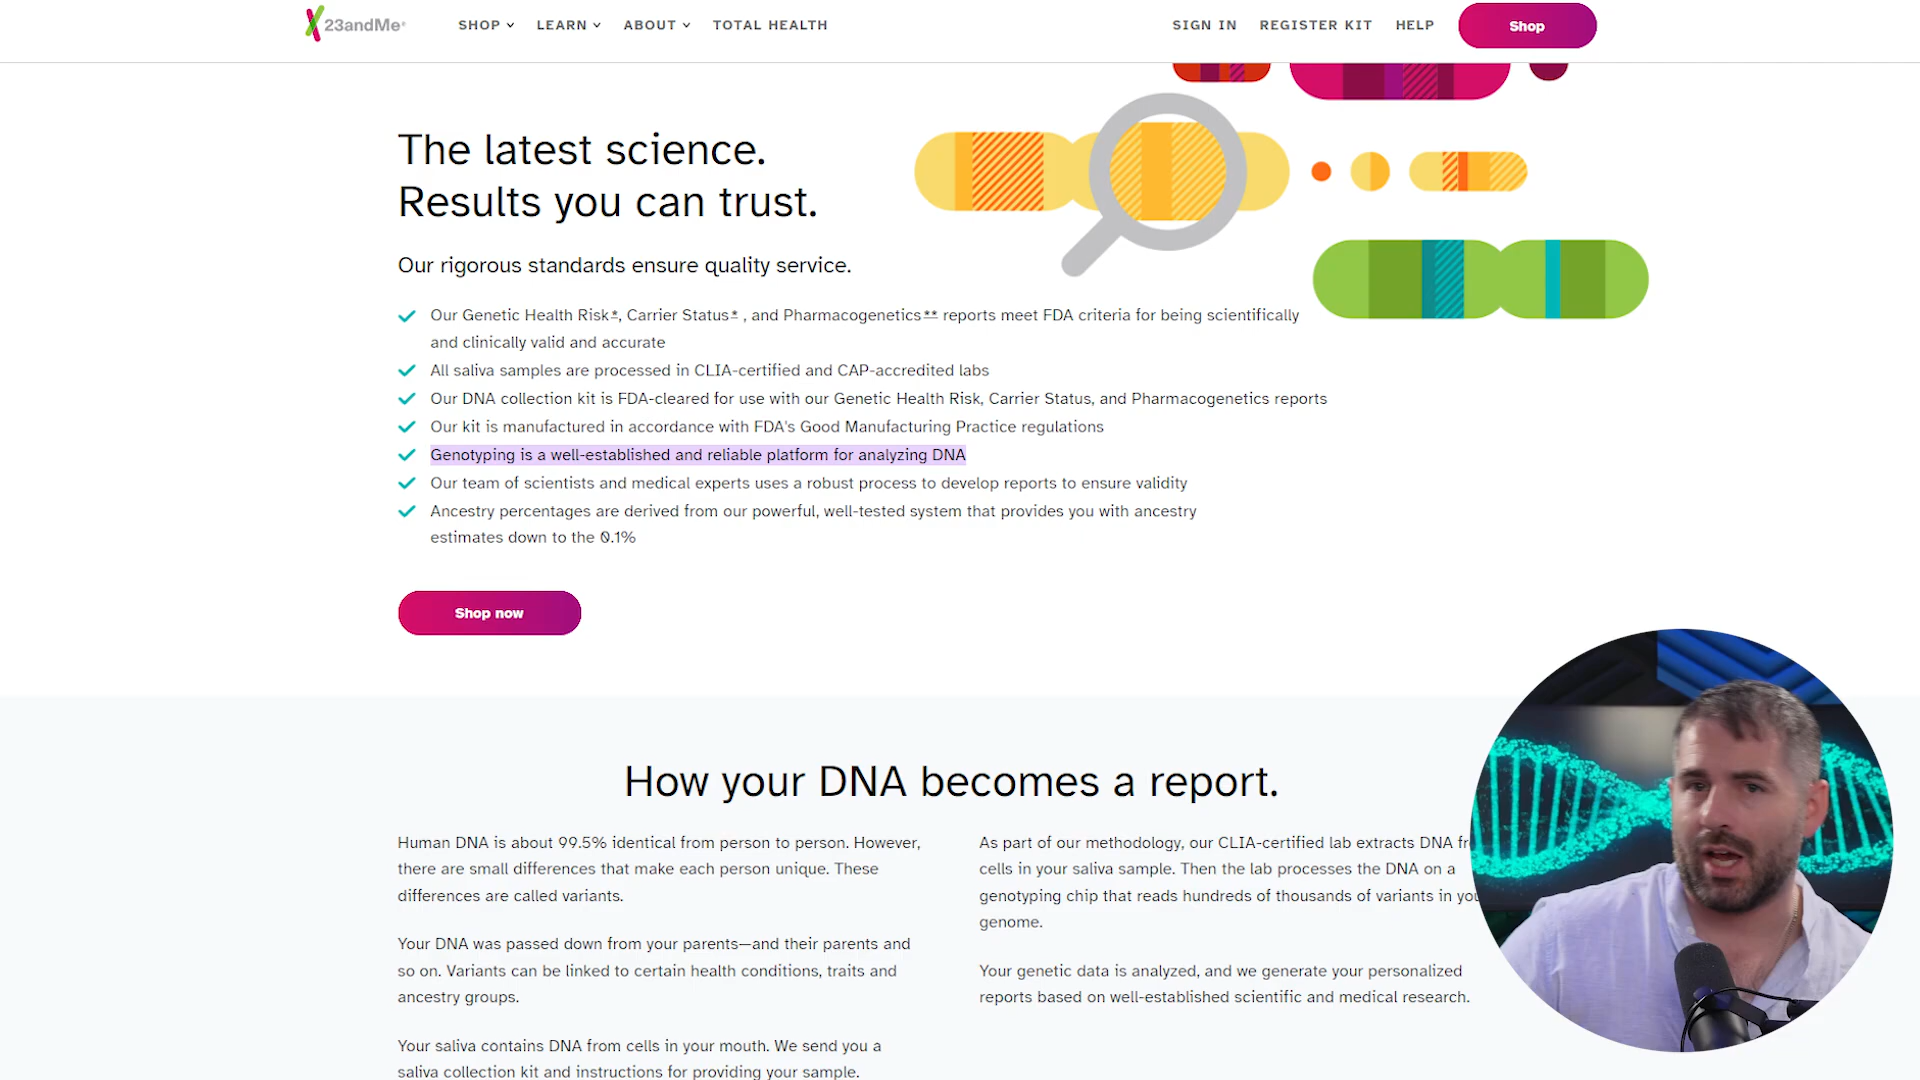 23andMe
SHOP LEARN ABOUT TOTAL HEALTH
SIGN IN REGISTER KIT HELP Shop
The latest science.
Results you can trust.
Our rigorous standards ensure quality service.
Our Genetic Health Risk*, Carrier Status* , and Pharmacogenetics** reports meet FDA criteria for being scientifically
and clinically valid and accurate
All saliva samples are processed in CLIA-certified and CAP-accredited labs
Our DNA collection kit is FDA-cleared for use with our Genetic Health Risk, Carrier Status, and Pharmacogenetics reports
Our kit is manufactured in accordance with FDA's Good Manufacturing Practice regulations
Genotyping is a well-established and reliable platform for analyzing DNA
Our team of scientists and medical experts uses a robust process to develop reports to ensure validity
Ancestry percentages are derived from our powerful, well-tested system that provides you with ancestry
estimates down to the 0.1%
Shop now
How your DNA becomes a report.
Human DNA is about 99.5% identical from person to person. However,
there are small differences that make each person unique. These
differences are called variants.
Your DNA was passed down from your parents—and their parents and
so on. Variants can be linked to certain health conditions, traits and
ancestry groups.
Your saliva contains DNA from cells in your mouth. We send you a
saliva collection kit and instructions for providing your sample.
As part of our methodology, our CLIA-certified lab extracts DNA
cells in your saliva sample. Then the lab processes the DNA on a
genotyping chip that reads hundreds of thousands of variants in
genome.
Your genetic data is analyzed, and we generate your personalized
reports based on well-established scientific and medical research.